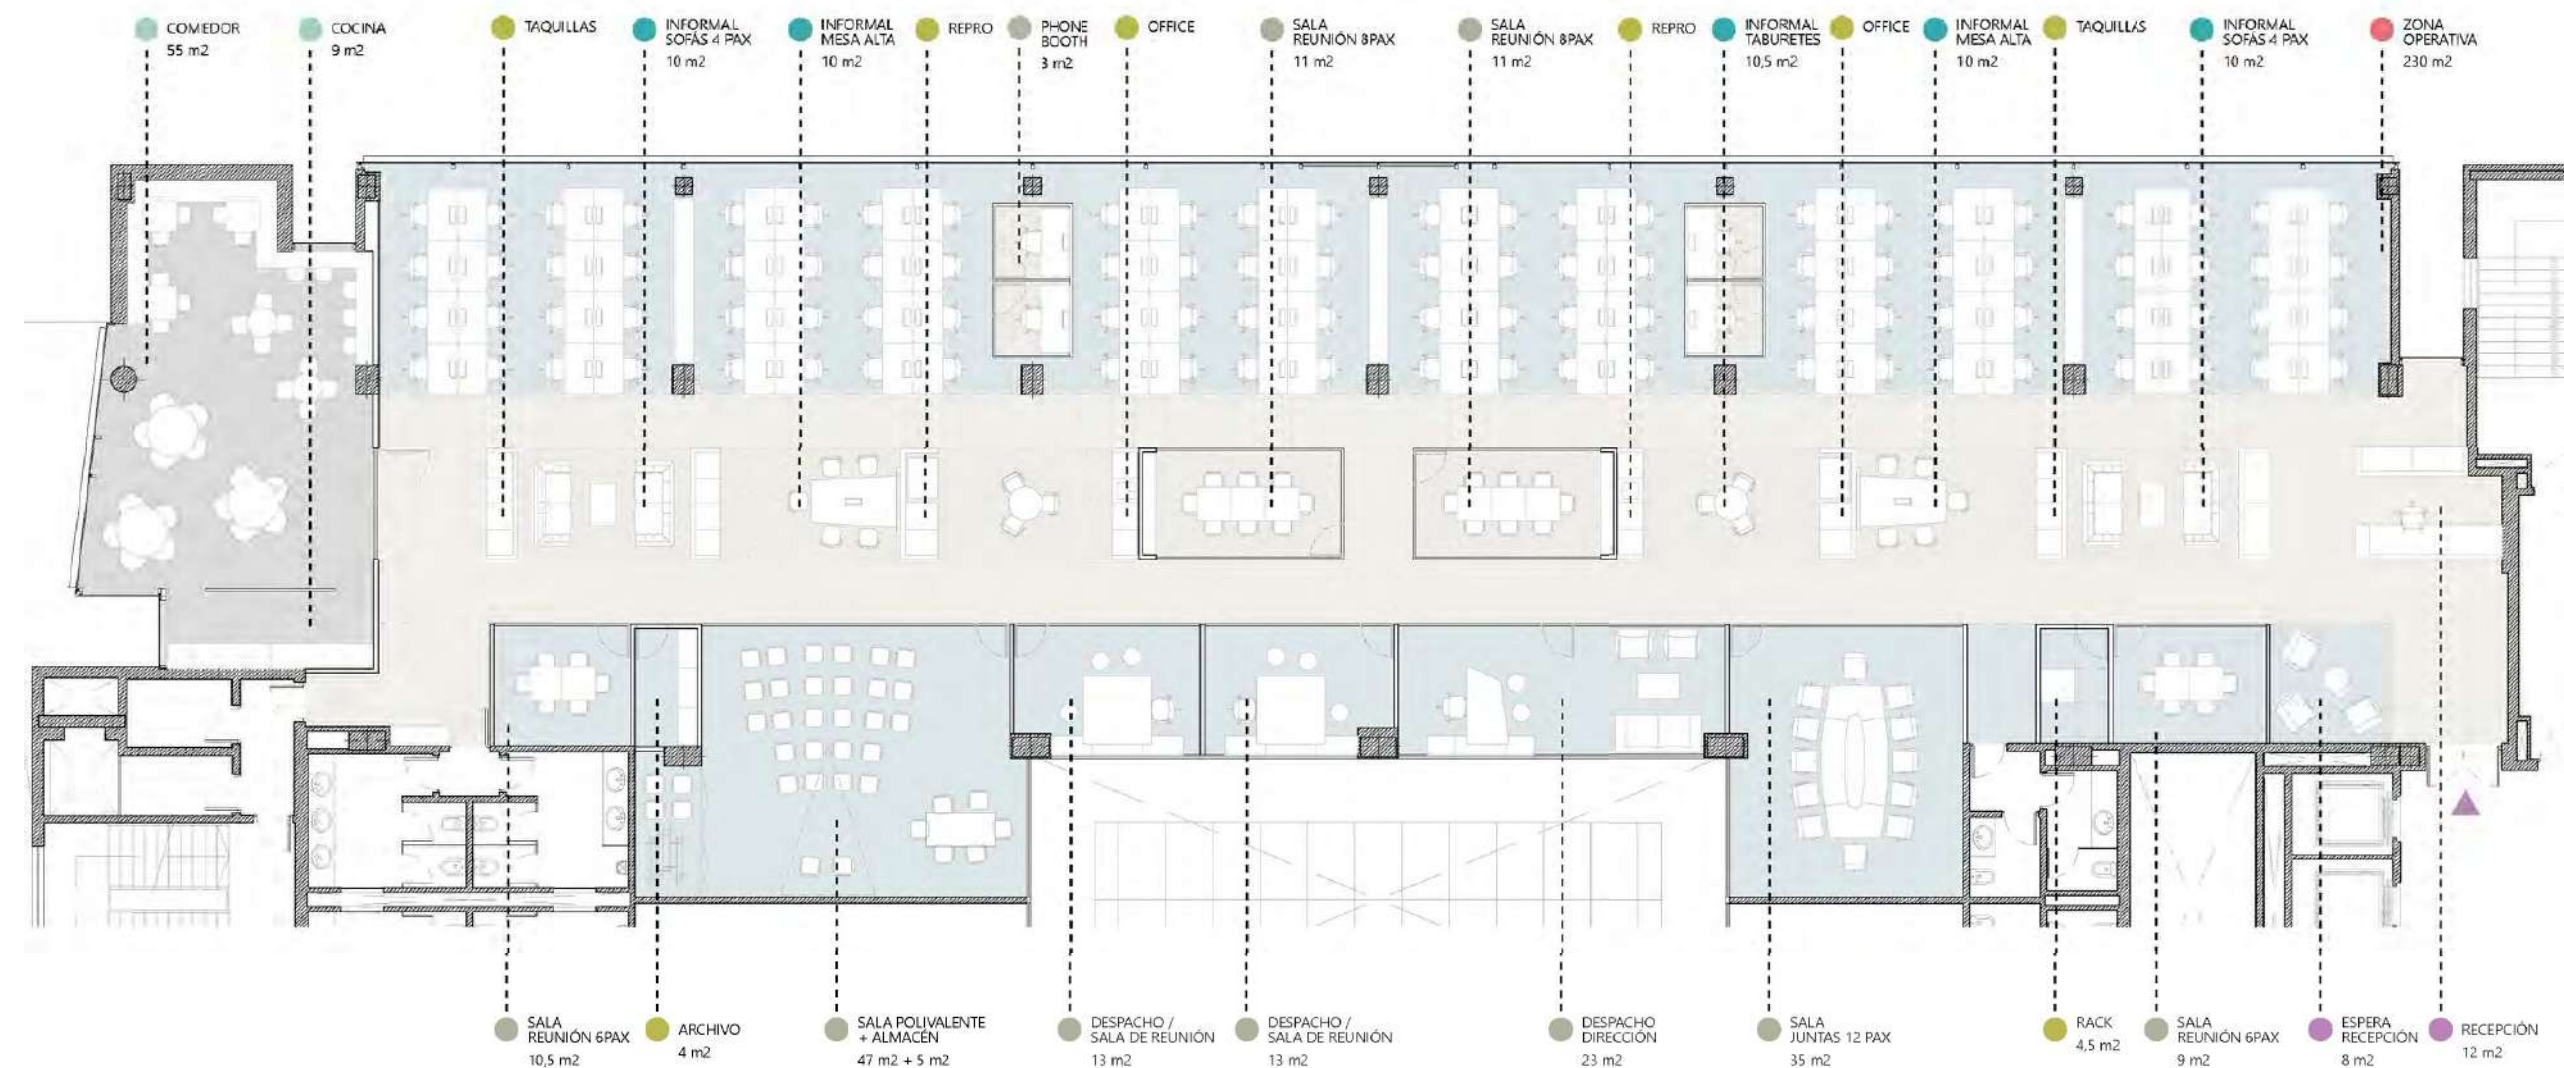 COMEDOR
55 m2
COCINA
9 m2
TAQUILLAS
INFORMAL
SOFÁS 4 PAX
10 m2
INFORMAL
MESA ALTA
10 m2
REPRO
PHONE
BOOTH
3 m2
OFFICE
SALA
REUNIÓN 8PAX
11 m2
SALA
REUNIÓN 8PAX
11 m2
REPRO
INFORMAL
TABURETES
10,5 m2
OFFICE
INFORMAL
MESA ALTA
10 m2
TAQUILLAS
INFORMAL
SOFÁS 4 PAX
10 m2
ZONA
OPERATIVA
230 m2
SALA
REUNIÓN 6PAX
10,5 m2
ARCHIVO
4 m2
SALA POLIVALENTE
+ ALMACÉN
47 m2 + 5 m2
DESPACHO /
SALA DE REUNIÓN
13 m2
DESPACHO /
SALA DE REUNIÓN
13 m2
DESPACHO
DIRECCIÓN
23 m2
SALA
JUNTAS 12 PAX
35 m2
RACK
4,5 m2
SALA
REUNIÓN 6PAX
9 m2
ESPERA
RECEPCIÓN
8 m2
RECEPCIÓN
12 m2